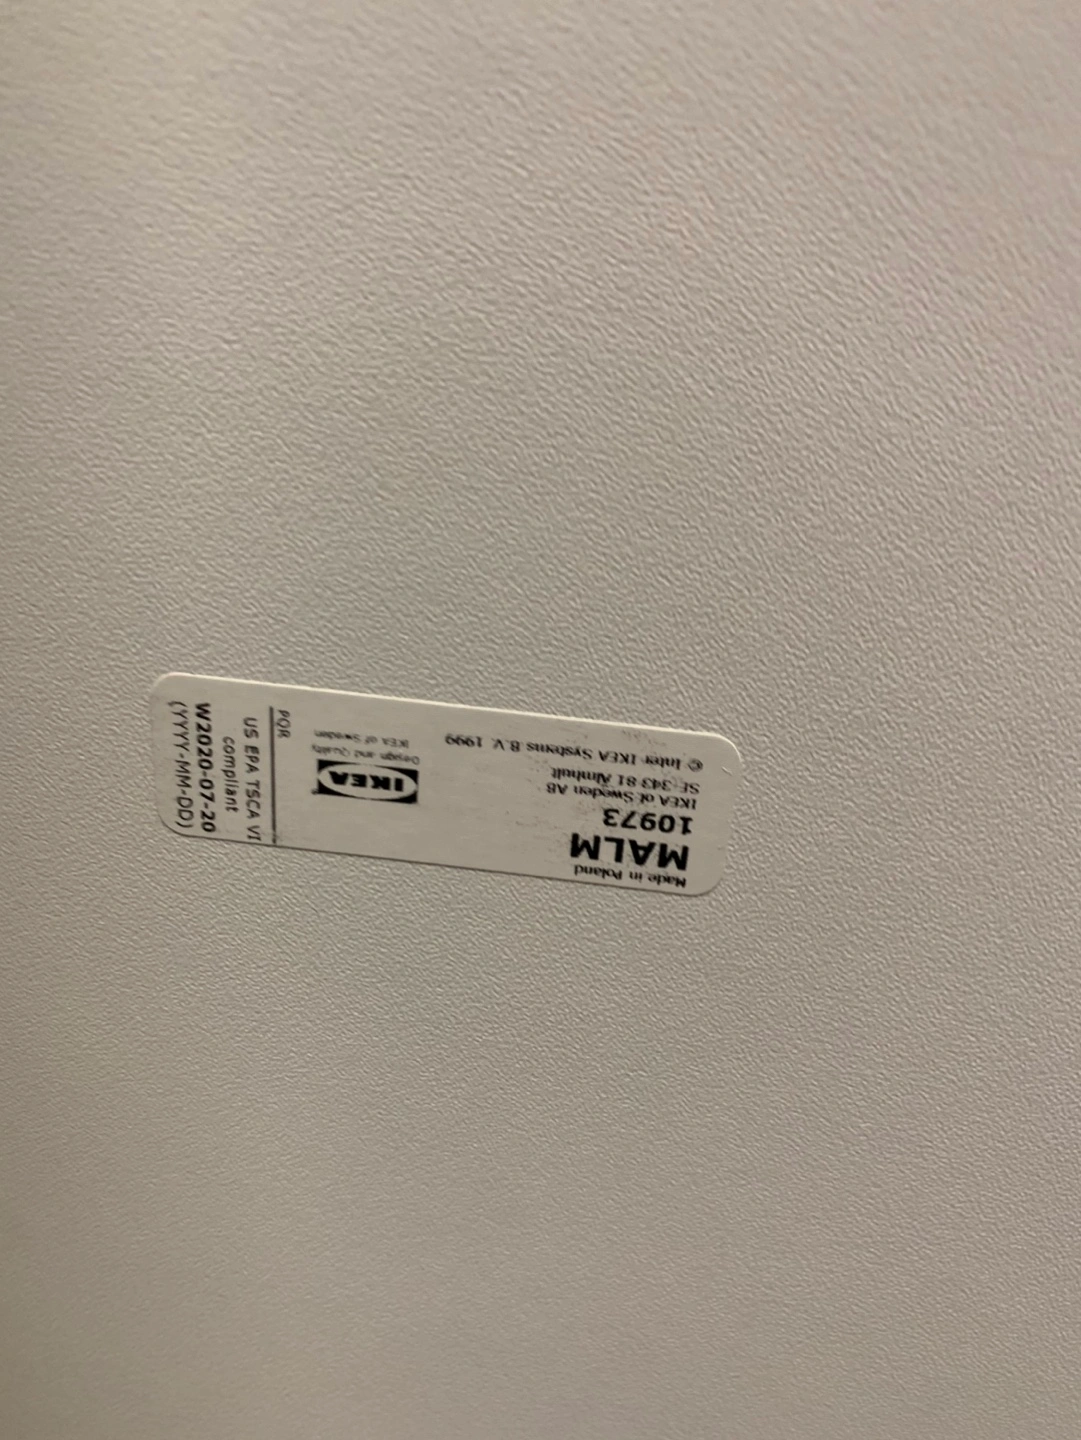 Made in Poland
MALM
10973
IKEA of Sweden AB
SE-343 81 Älmhult
© Inter IKEA Systems B.V. 1999
IKEA
Design and Quality
IKEA of Sweden
PQR
US EPA TSCA VI
compliant
W2020-07-20
(YYYY-MM-DD)